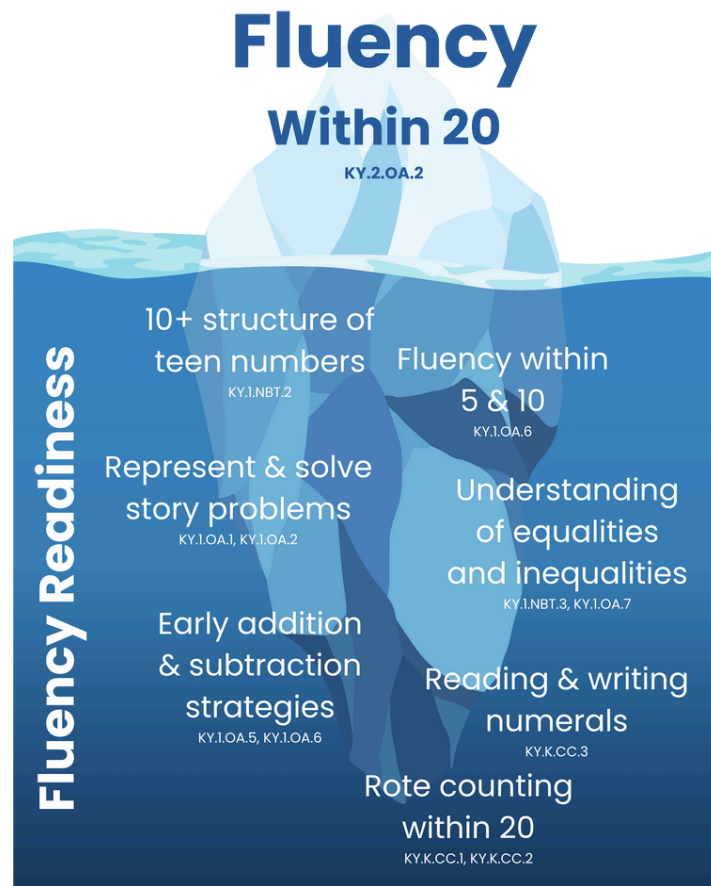 Fluency
Within 20
KY.2.OA.2
Fluency Readiness
10+ structure of
teen numbers
KY.1.NBT.2
Fluency within
5 & 10
KY.1.OA.6
Represent & solve
story problems
KY.1.OA.1, KY.1.OA.2
Understanding
of equalities
and inequalities
KY.1.NBT.3, KY.1.OA.7
Early addition
& subtraction
strategies
KY.1.OA.5, KY.1.OA.6
Reading & writing
numerals
KY.K.CC.3
Rote counting
within 20
KY.K.CC.1, KY.K.CC.2